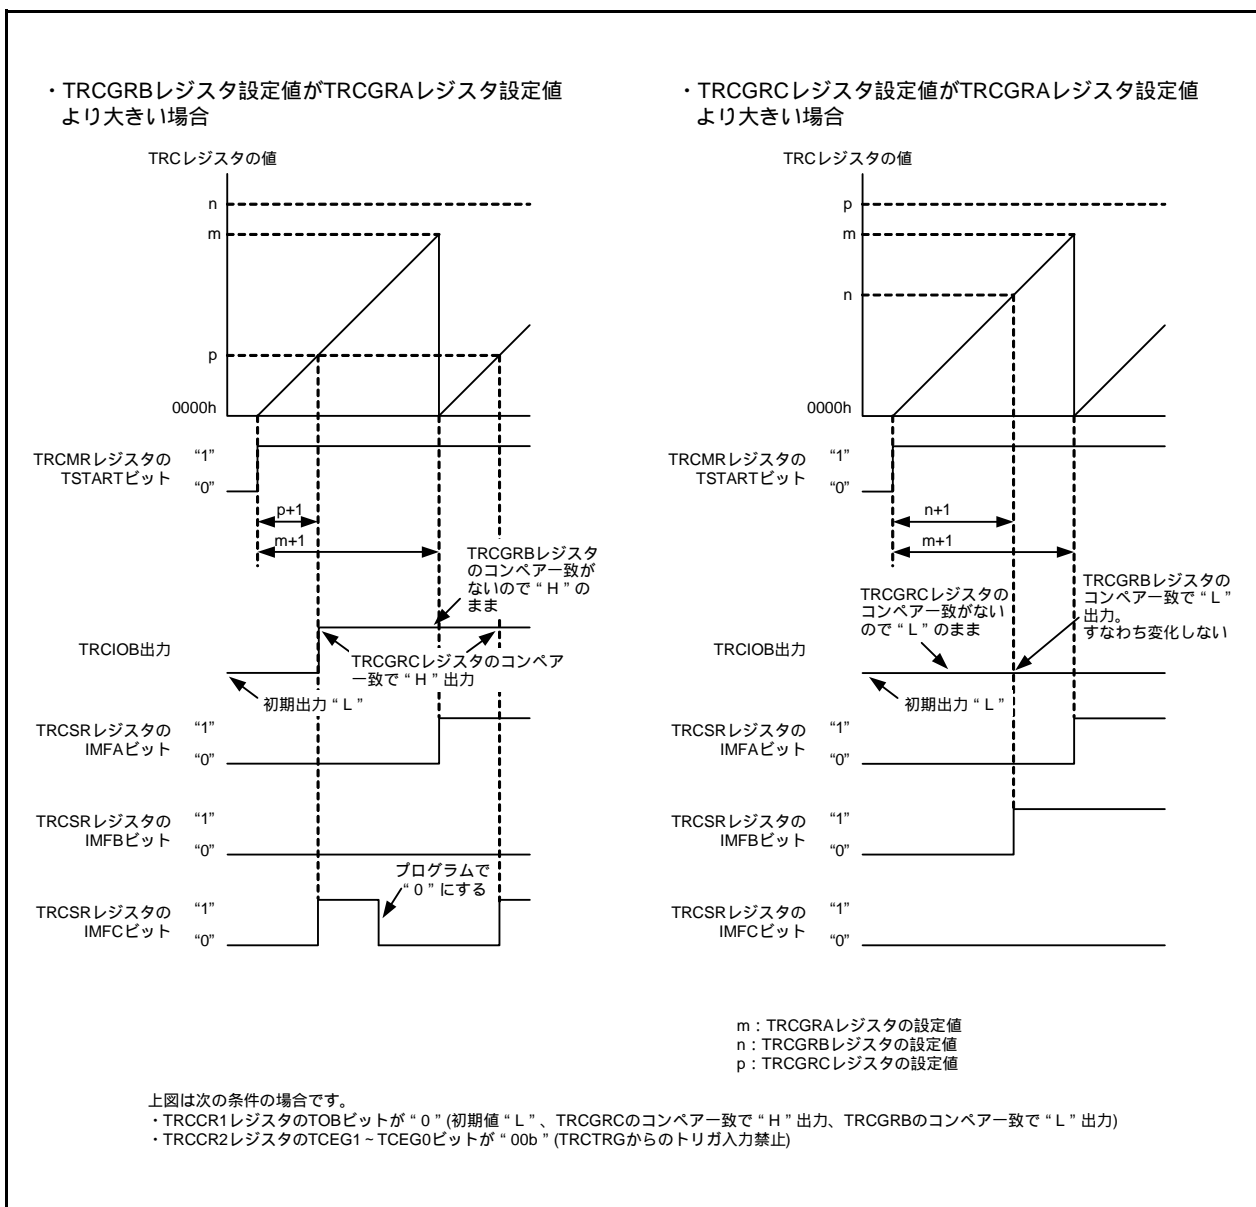 ・TRCGRBレジスタ設定値がTRCGRAレジスタ設定値
より大きい場合
TRCレジスタの値
n
m
p
0000h
TRCMRレジスタの
TSTARTビット
“1”
“0”
p+1
m+1
TRCGRBレジスタ
のコンペア一致が
ないので“H”の
まま
TRCIOB出力
TRCGRCレジスタのコンペア
一致で“H”出力
初期出力“L”
TRCSRレジスタの
IMFAビット
“1”
“0”
TRCSRレジスタの
IMFBビット
“1”
“0”
プログラムで
“0”にする
TRCSRレジスタの
IMFCビット
“1”
“0”
・TRCGRCレジスタ設定値がTRCGRAレジスタ設定値
より大きい場合
TRCレジスタの値
p
m
n
0000h
TRCMRレジスタの
TSTARTビット
“1”
“0”
n+1
m+1
TRCGRCレジスタの
コンペア一致がない
ので“L”のまま
TRCGRBレジスタの
コンペア一致で“L”
出力。
すなわち変化しない
TRCIOB出力
初期出力“L”
TRCSRレジスタの
IMFAビット
“1”
“0”
TRCSRレジスタの
IMFBビット
“1”
“0”
TRCSRレジスタの
IMFCビット
“1”
“0”
m：TRCGRAレジスタの設定値
n：TRCGRBレジスタの設定値
p：TRCGRCレジスタの設定値
上図は次の条件の場合です。
・TRCCR1レジスタのTOBビットが“0”(初期値“L”、TRCGRCのコンペア一致で“H”出力、TRCGRBのコンペア一致で“L”出力)
・TRCCR2レジスタのTCEG1～TCEG0ビットが“00b”(TRCTRGからのトリガ入力禁止)